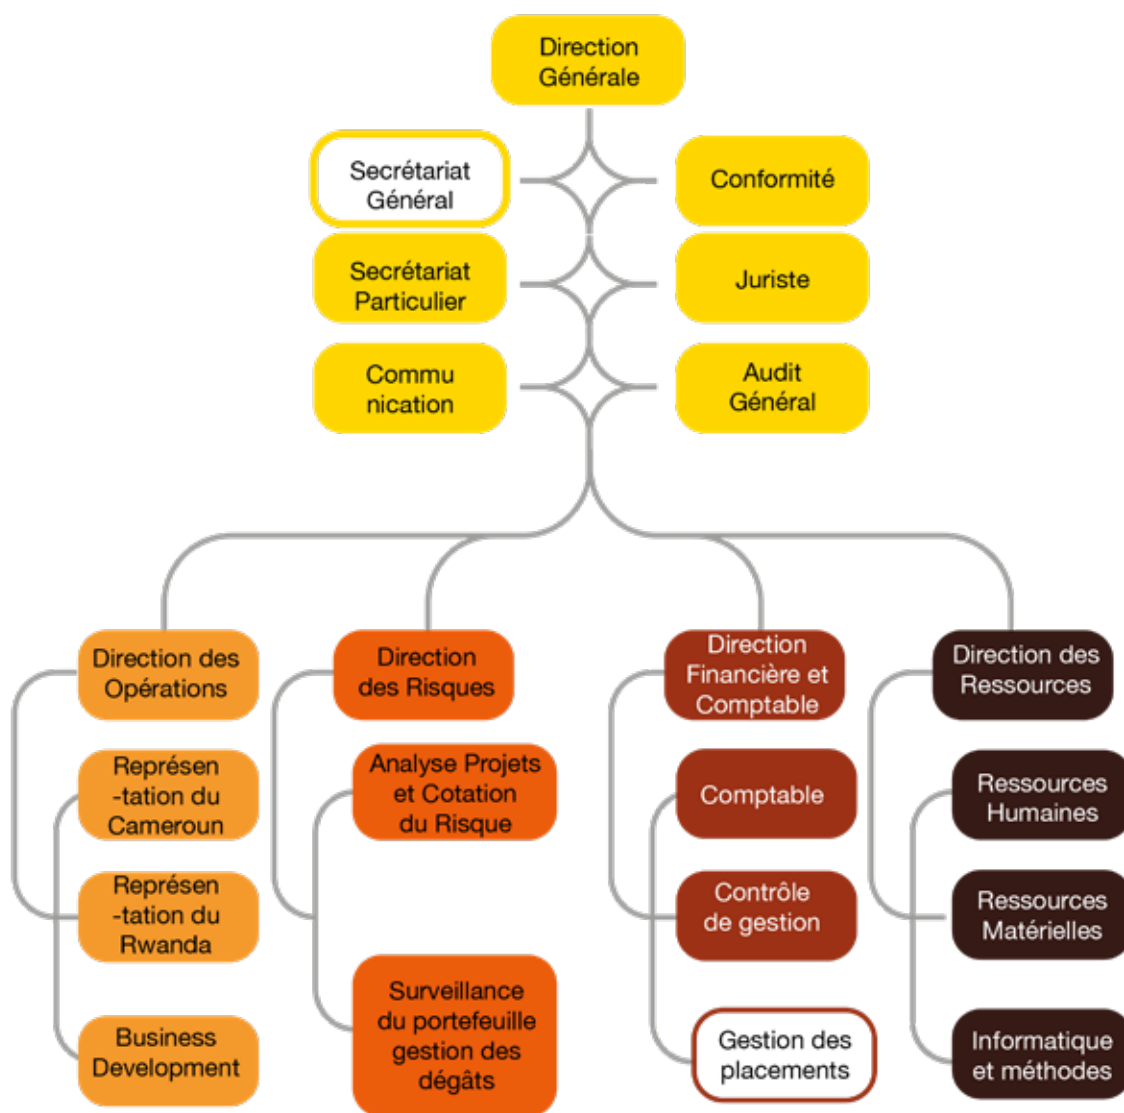 Direction
Générale
Secrétariat
Général
Conformité
Secrétariat
Particulier
Juriste
Commu
nication
Audit
Général
Direction des
Opérations
Direction
des Risques
Direction
Financière et
Comptable
Direction des
Ressources
Représen
-tation du
Cameroun
Analyse Projets
et Cotation
du Risque
Comptable
Ressources
Humaines
Représen
-tation du
Rwanda
Contrôle
de gestion
Ressources
Matérielles
Business
Development
Surveillance
du portefeuille
gestion des
dégâts
Gestion des
placements
Informatique
et méthodes